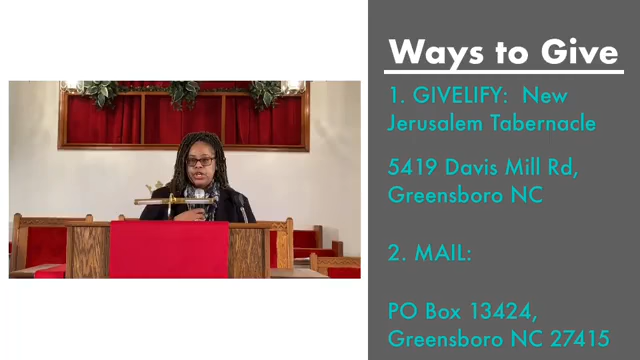 Ways to Give
1. GIVELIFY: New
Jerusalem Tabernacle
5419 Davis Mill Rd,
Greensboro NC
2. MAIL:
PO Box 13424,
Greensboro NC 27415